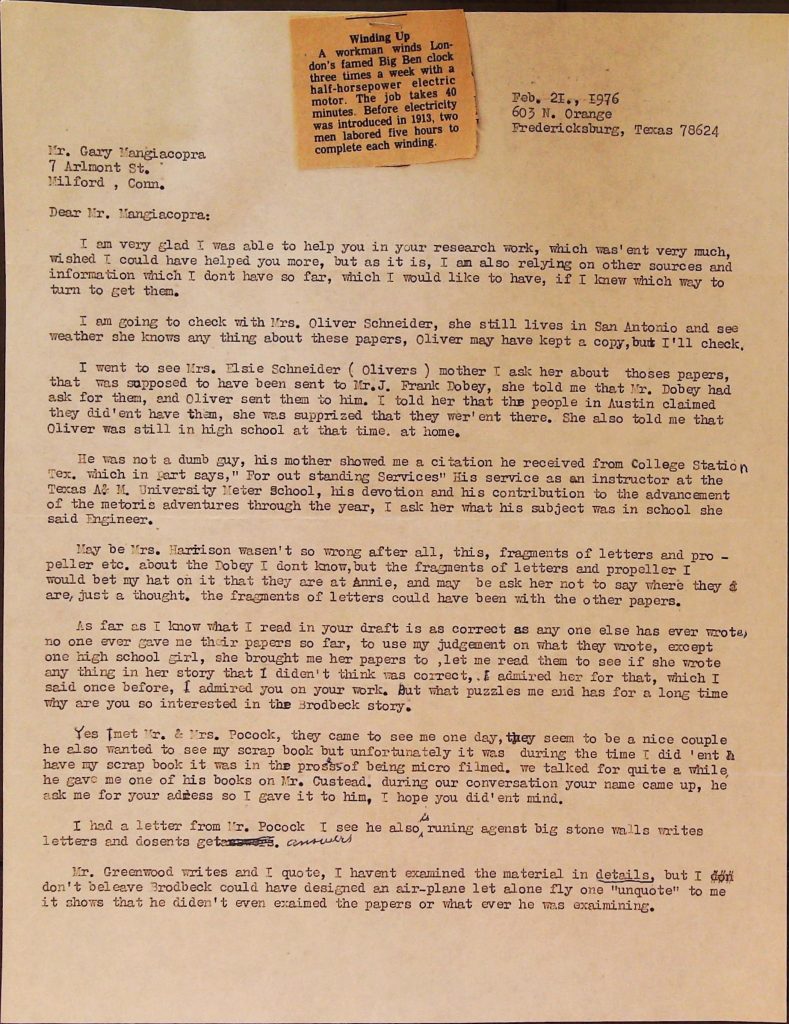 Winding Up
A workman winds Lon-
don's famed Big Ben clock
three times a week with a
half-horsepower electric
motor. The job takes 40
minutes. Before electricity
was introduced in 1913, two
men labored five hours to
complete each winding.
Feb. 21., 1976
603 N. Orange
Fredericksburg, Texas 78624
Mr. Gary Mangiacopra
7 Arlmont St.
Milford , Conn.
Dear Mr. Mangiacopra:
I am very glad I was able to help you in your research work, which was'ent very much,
wished I could have helped you more, but as it is, I am also relying on other sources and
information which I dont have so far, which I would like to have, if I knew which way to
turn to get them.
I am going to check with Mrs. Oliver Schneider, she still lives in San Antonio and see
weather she knows any thing about these papers, Oliver may have kept a copy,but I'll check.
I went to see Mrs. Elsie Schneider ( Olivers ) mother I ask her about thoses papers,
that was supposed to have been sent to Mr.J. Frank Dobey, she told me that Mr. Dobey had
ask for them, and Oliver sent them to him. I told her that the people in Austin claimed
they did'ent have them, she was supprized that they wer'ent there. She also told me that
Oliver was still in high school at that time. at home.
He was not a dumb guy, his mother showed me a citation he received from College Station
Tex. which in part says," For out standing Services" His service as an instructor at the
Texas A& M. University Meter School, his devotion and his contribution to the advancement
of the metoris adventures through the year, I ask her what his subject was in school she
said Engineer.
May be Mrs. Harrison wasen't so wrong after all, this, fragments of letters and pro -
peller etc. about the Dobey I dont know,but the fragments of letters and propeller I
would bet my hat on it that they are at Annie, and may be ask her not to say where they
are, just a thought. the fragments of letters could have been with the other papers.
As far as I know what I read in your draft is as correct as any one else has ever wrote,
no one ever gave me their papers so far, to use my judgement on what they wrote, except
one high school girl, she brought me her papers to ,let me read them to see if she wrote
any thing in her story that I diden't think was correct,. I admired her for that, which I
said once before, I admired you on your work. But what puzzles me and has for a long time
why are you so interested in the Brodbeck story.
Yes I met Mr. & Mrs. Pocock, they came to see me one day, they seem to be a nice couple
he also wanted to see my scrap book but unfortunately it was during the time I did 'ent
have my scrap book it was in the pross of being micro filmed. we talked for quite a while
he gave me one of his books on Mr. Custead. during our conversation your name came up, he
ask me for your adress so I gave it to him, I hope you did'ent mind.
I had a letter from Mr. Pocock I see he also is runing agenst big stone walls writes
letters and dosents get answers
Mr. Greenwood writes and I quote, I havent examined the material in details, but I
don't beleave Brodbeck could have designed an air-plane let alone fly one "unquote" to me
it shows that he diden't even exaimed the papers or what ever he was exaimining.